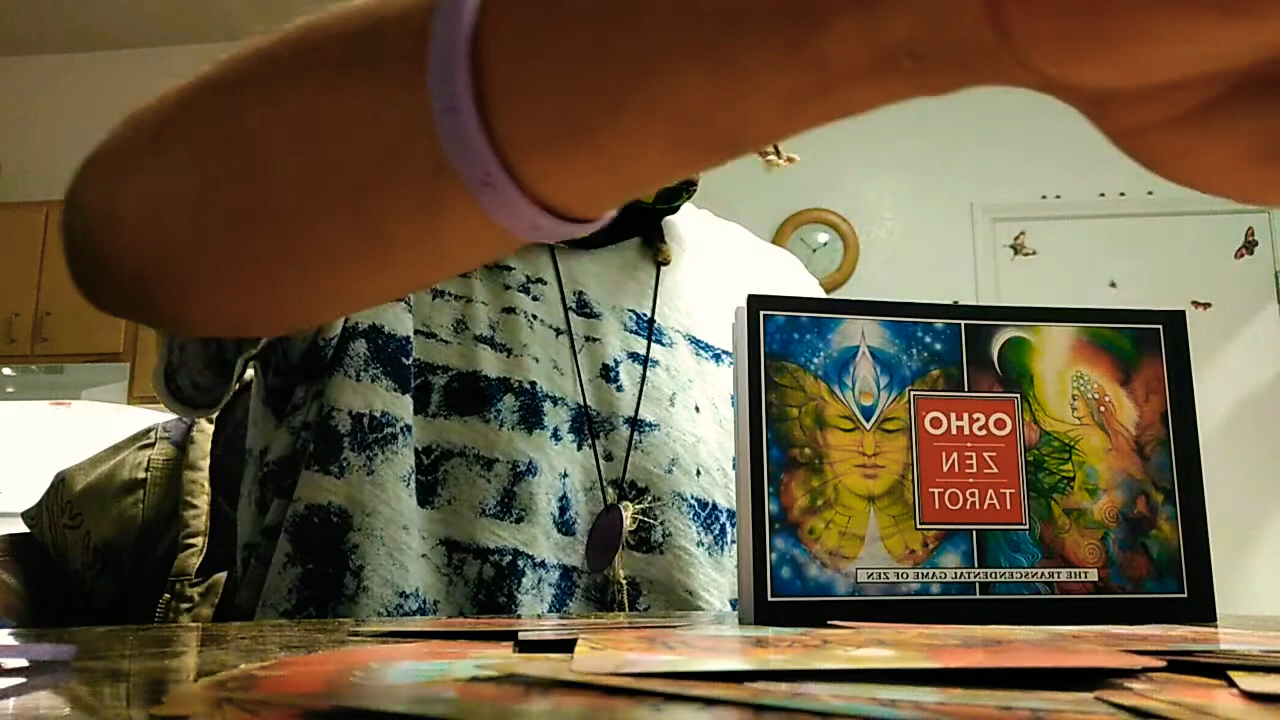 OSHO
ZEN
TAROT
THE TRANSCENDENTAL GAME OF ZEN